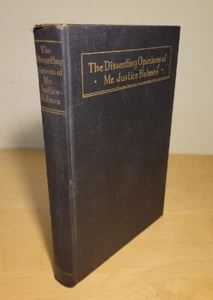 The
Dissenting
Opinions of
Mr. Justice
Holmes
The Dissenting Opinions of
Mr. Justice Holmes